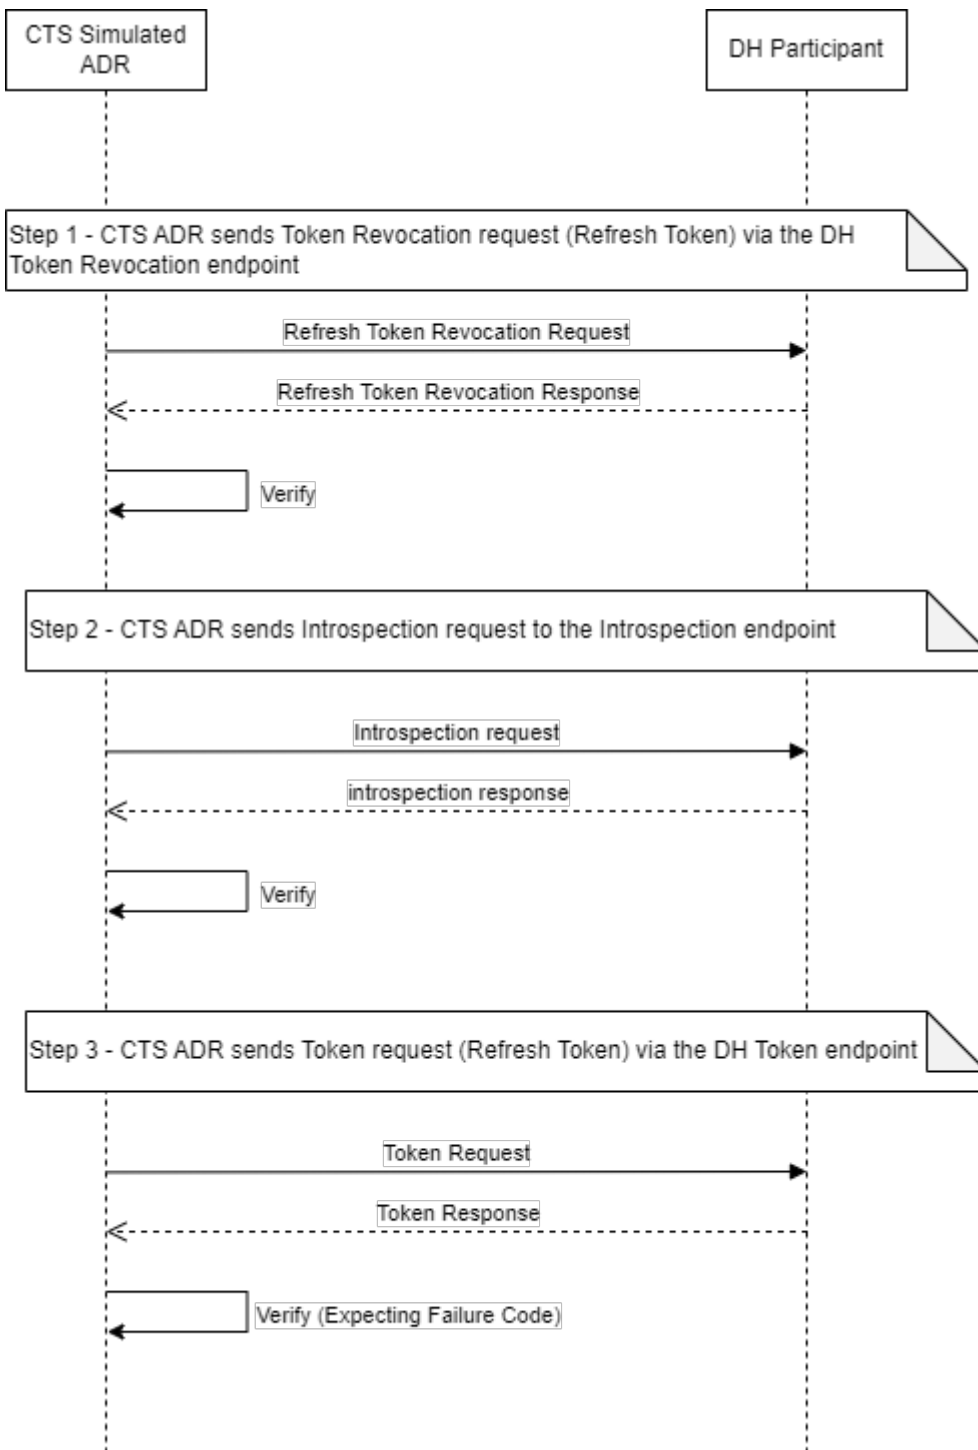 CTS Simulated
ADR
DH Participant
Step 1 - CTS ADR sends Token Revocation request (Refresh Token) via the DH
Token Revocation endpoint
Refresh Token Revocation Request
Refresh Token Revocation Response
Verify
Step 2 - CTS ADR sends Introspection request to the Introspection endpoint
Introspection request
introspection response
Verify
Step 3 - CTS ADR sends Token request (Refresh Token) via the DH Token endpoint
Token Request
Token Response
Verify (Expecting Failure Code)